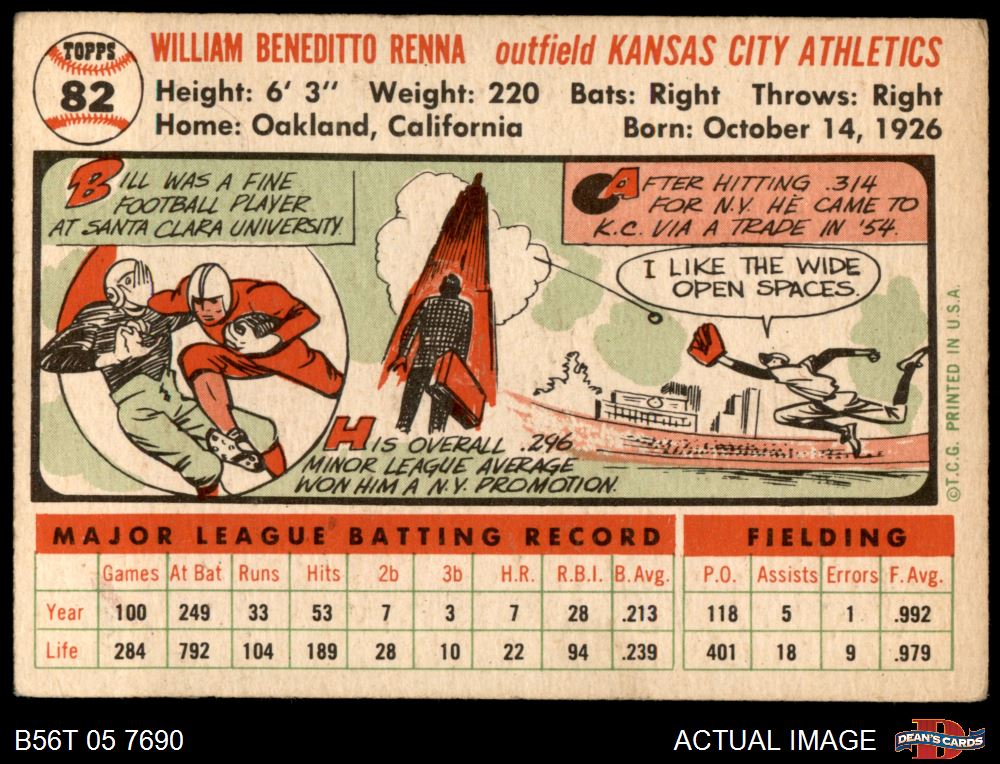 TOPPS
82
WILLIAM BENEDITTO RENNA outfield KANSAS CITY ATHLETICS
Height: 6' 3" Weight: 220 Bats: Right Throws: Right
Home: Oakland, California Born: October 14, 1926
BILL WAS A FINE
FOOTBALL PLAYER
AT SANTA CLARA UNIVERSITY.
HIS OVERALL .296
MINOR LEAGUE AVERAGE
WON HIM A N.Y. PROMOTION.
AFTER HITTING .314
FOR N.Y. HE CAME TO
K.C. VIA A TRADE IN '54.
I LIKE THE WIDE
OPEN SPACES.
©T.C.G. PRINTED IN U.S.A.
MAJOR LEAGUE BATTING RECORD FIELDING
Games At Bat Runs Hits 2b 3b H.R. R.B.I. B.Avg. P.O. Assists Errors F.Avg.
Year 100 249 33 53 7 3 7 28 .213 118 5 1 .992
Life 284 792 104 189 28 10 22 94 .239 401 18 9 .979
B56T 05 7690 ACTUAL IMAGE DEAN'S CARDS